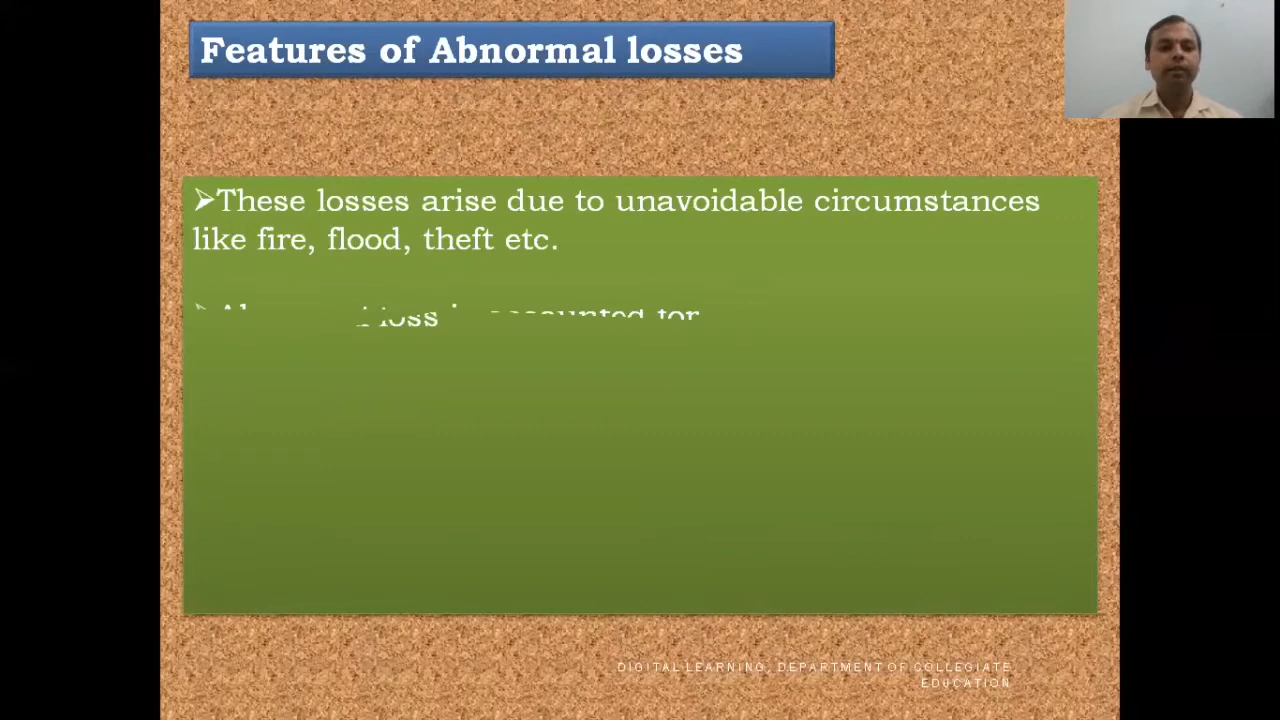 Features of Abnormal losses
➢These losses arise due to unavoidable circumstances
like fire, flood, theft etc.
loss accounted for
DIGITAL LEARNING, DEPARTMENT OF COLLEGIATE
EDUCATION